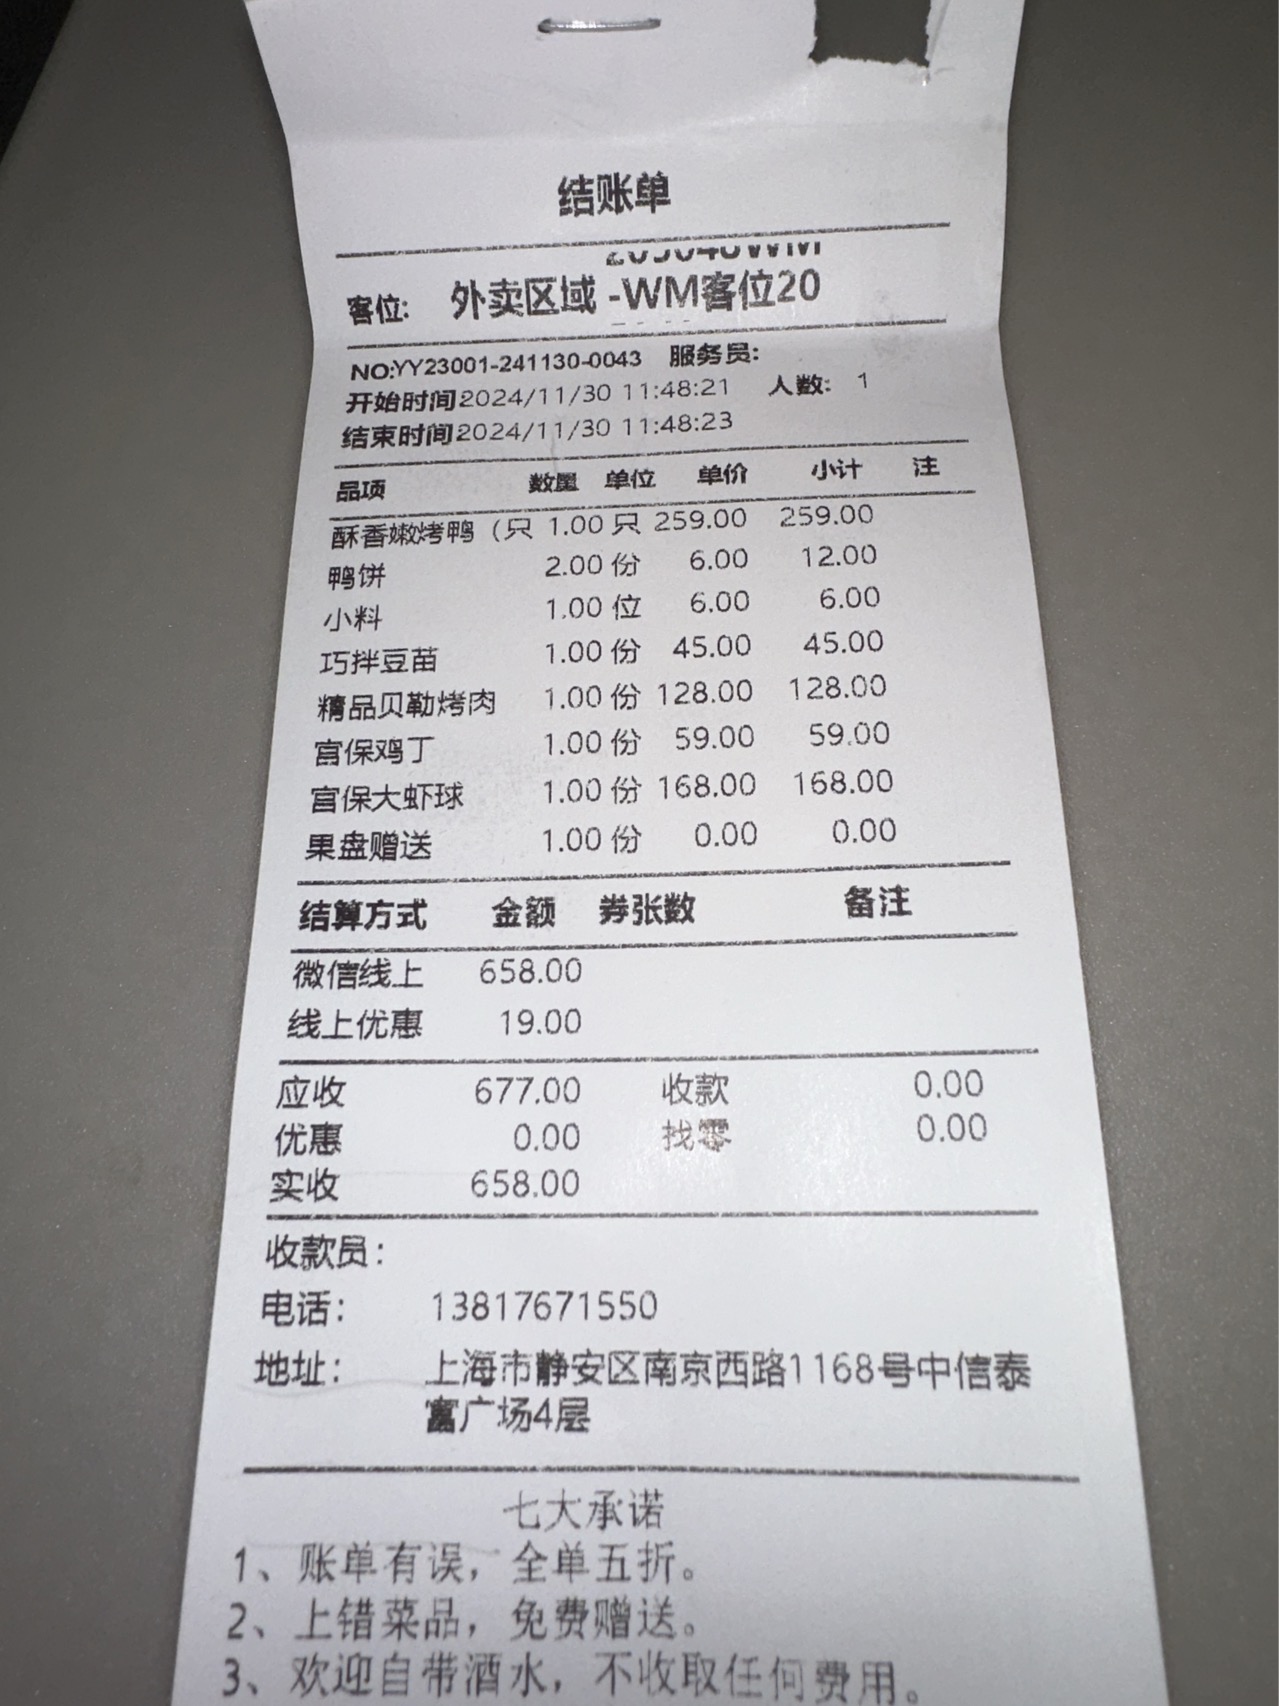 结账单
客位: 外卖区域 -WM客位20
NO:YY23001-241130-0043 服务员:
开始时间2024/11/30 11:48:21 人数: 1
结束时间2024/11/30 11:48:23
品项 数量 单位 单价 小计 注
酥香嫩烤鸭（只 1.00 只 259.00 259.00
鸭饼 2.00 份 6.00 12.00
小料 1.00 位 6.00 6.00
巧拌豆苗 1.00 份 45.00 45.00
精品贝勒烤肉 1.00 份 128.00 128.00
宫保鸡丁 1.00 份 59.00 59.00
宫保大虾球 1.00 份 168.00 168.00
果盘赠送 1.00 份 0.00 0.00
结算方式 金额 券张数 备注
微信线上 658.00
线上优惠 19.00
应收 677.00 收款 0.00
优惠 0.00 找零 0.00
实收 658.00
收款员:
电话: 13817671550
地址: 上海市静安区南京西路1168号中信泰
富广场4层
七大承诺
1、账单有误，全单五折。
2、上错菜品，免费赠送。
3、欢迎自带酒水，不收取任何费用。